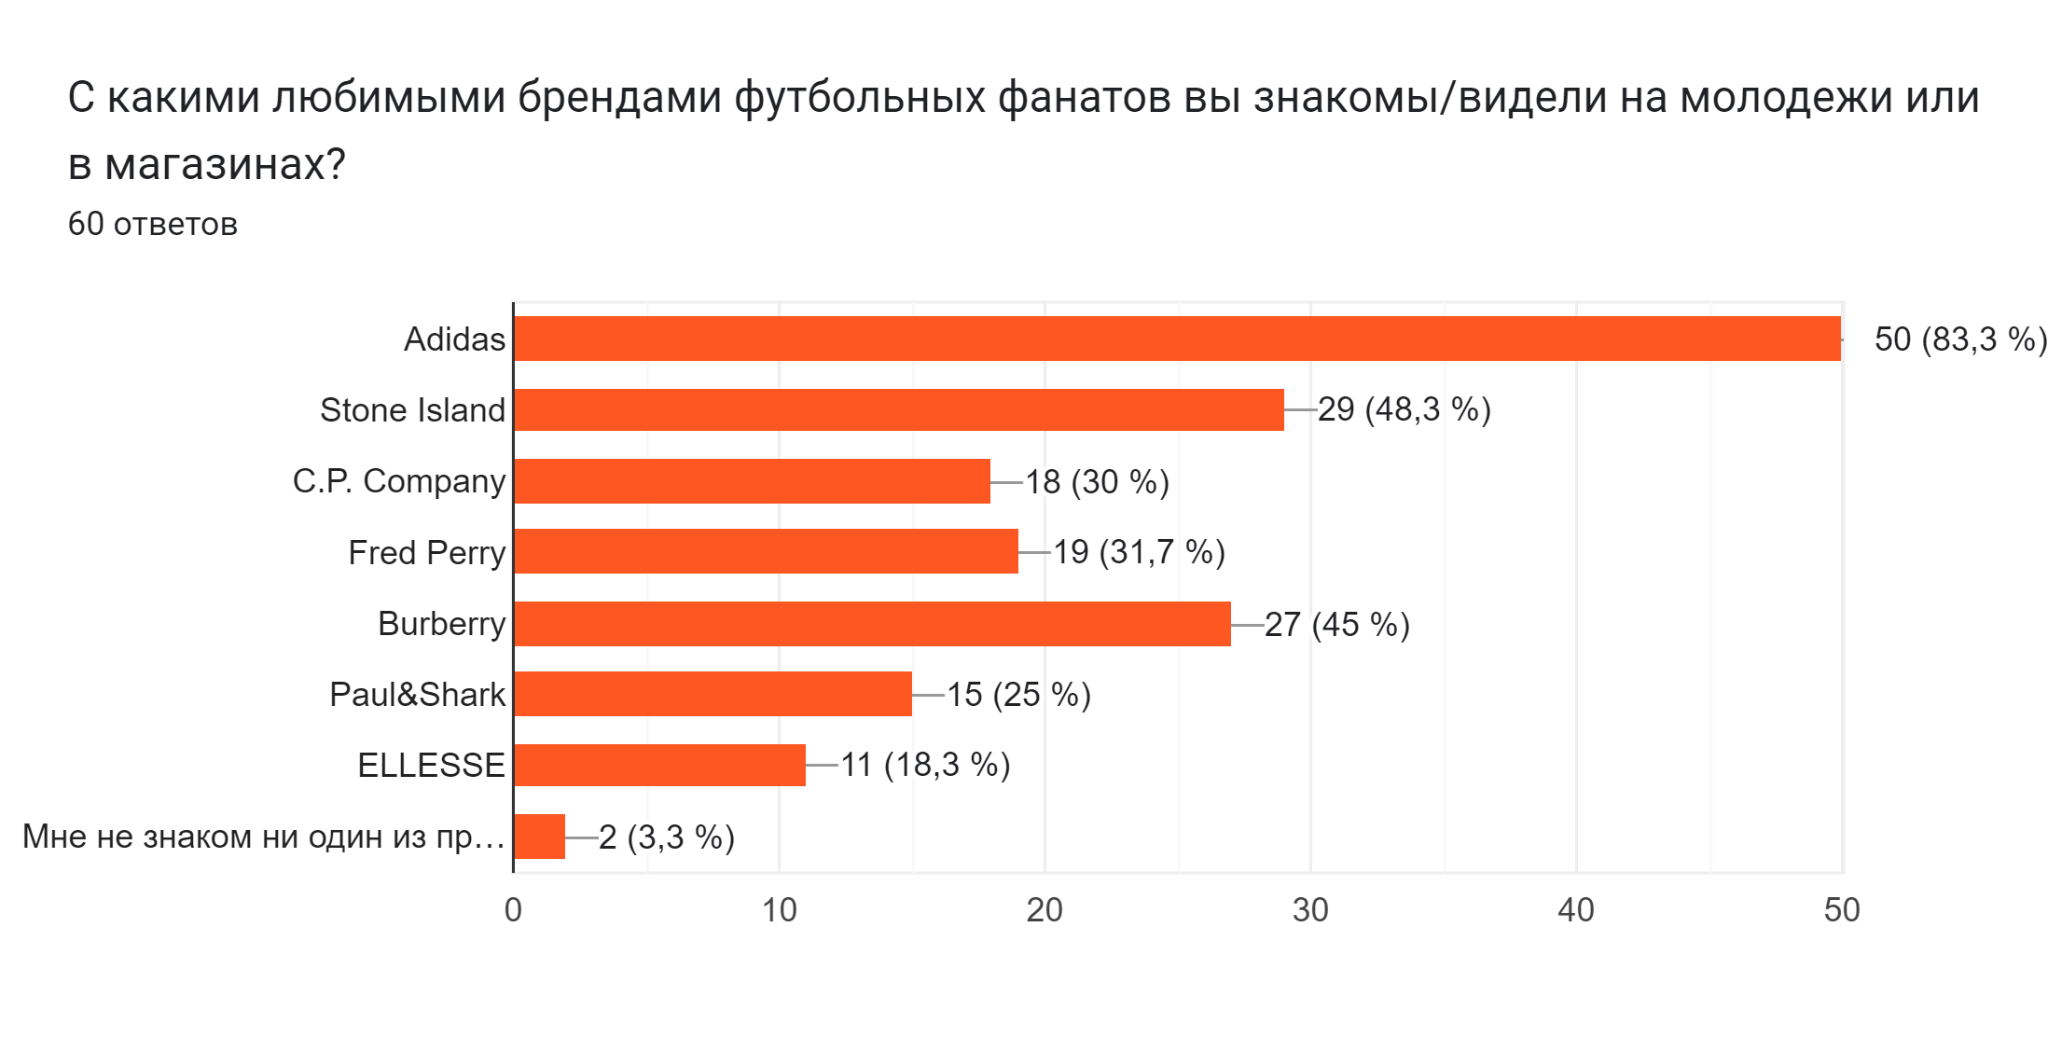 С какими любимыми брендами футбольных фанатов вы знакомы/видели на молодежи или
в магазинах?
60 ответов
Adidas 50 (83,3 %)
Stone Island 29 (48,3 %)
C.P. Company 18 (30 %)
Fred Perry 19 (31,7 %)
Burberry 27 (45 %)
Paul&Shark 15 (25 %)
ELLESSE 11 (18,3 %)
Мне не знаком ни один из пр… 2 (3,3 %)
0 10 20 30 40 50